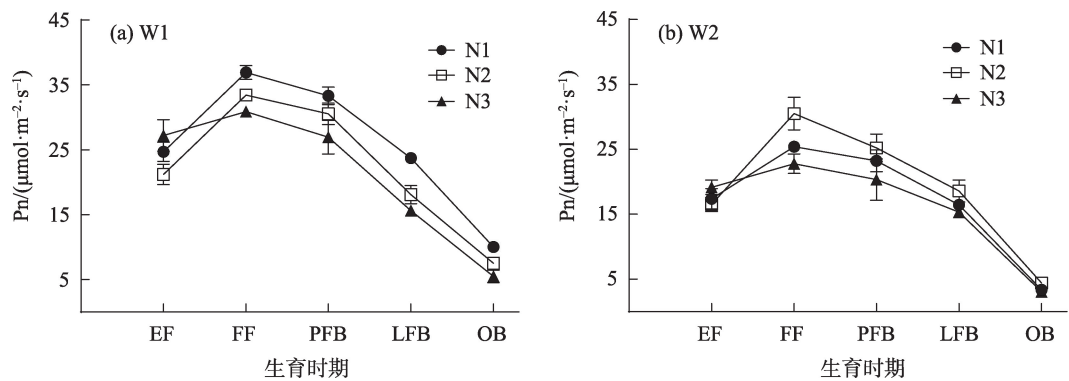 (a) W1
N1
N2
N3
Pn/(μmol·m⁻²·s⁻¹)
45
35
25
15
5
EF FF PFB LFB OB
生育时期
(b) W2
N1
N2
N3
Pn/(μmol·m⁻²·s⁻¹)
45
35
25
15
5
EF FF PFB LFB OB
生育时期